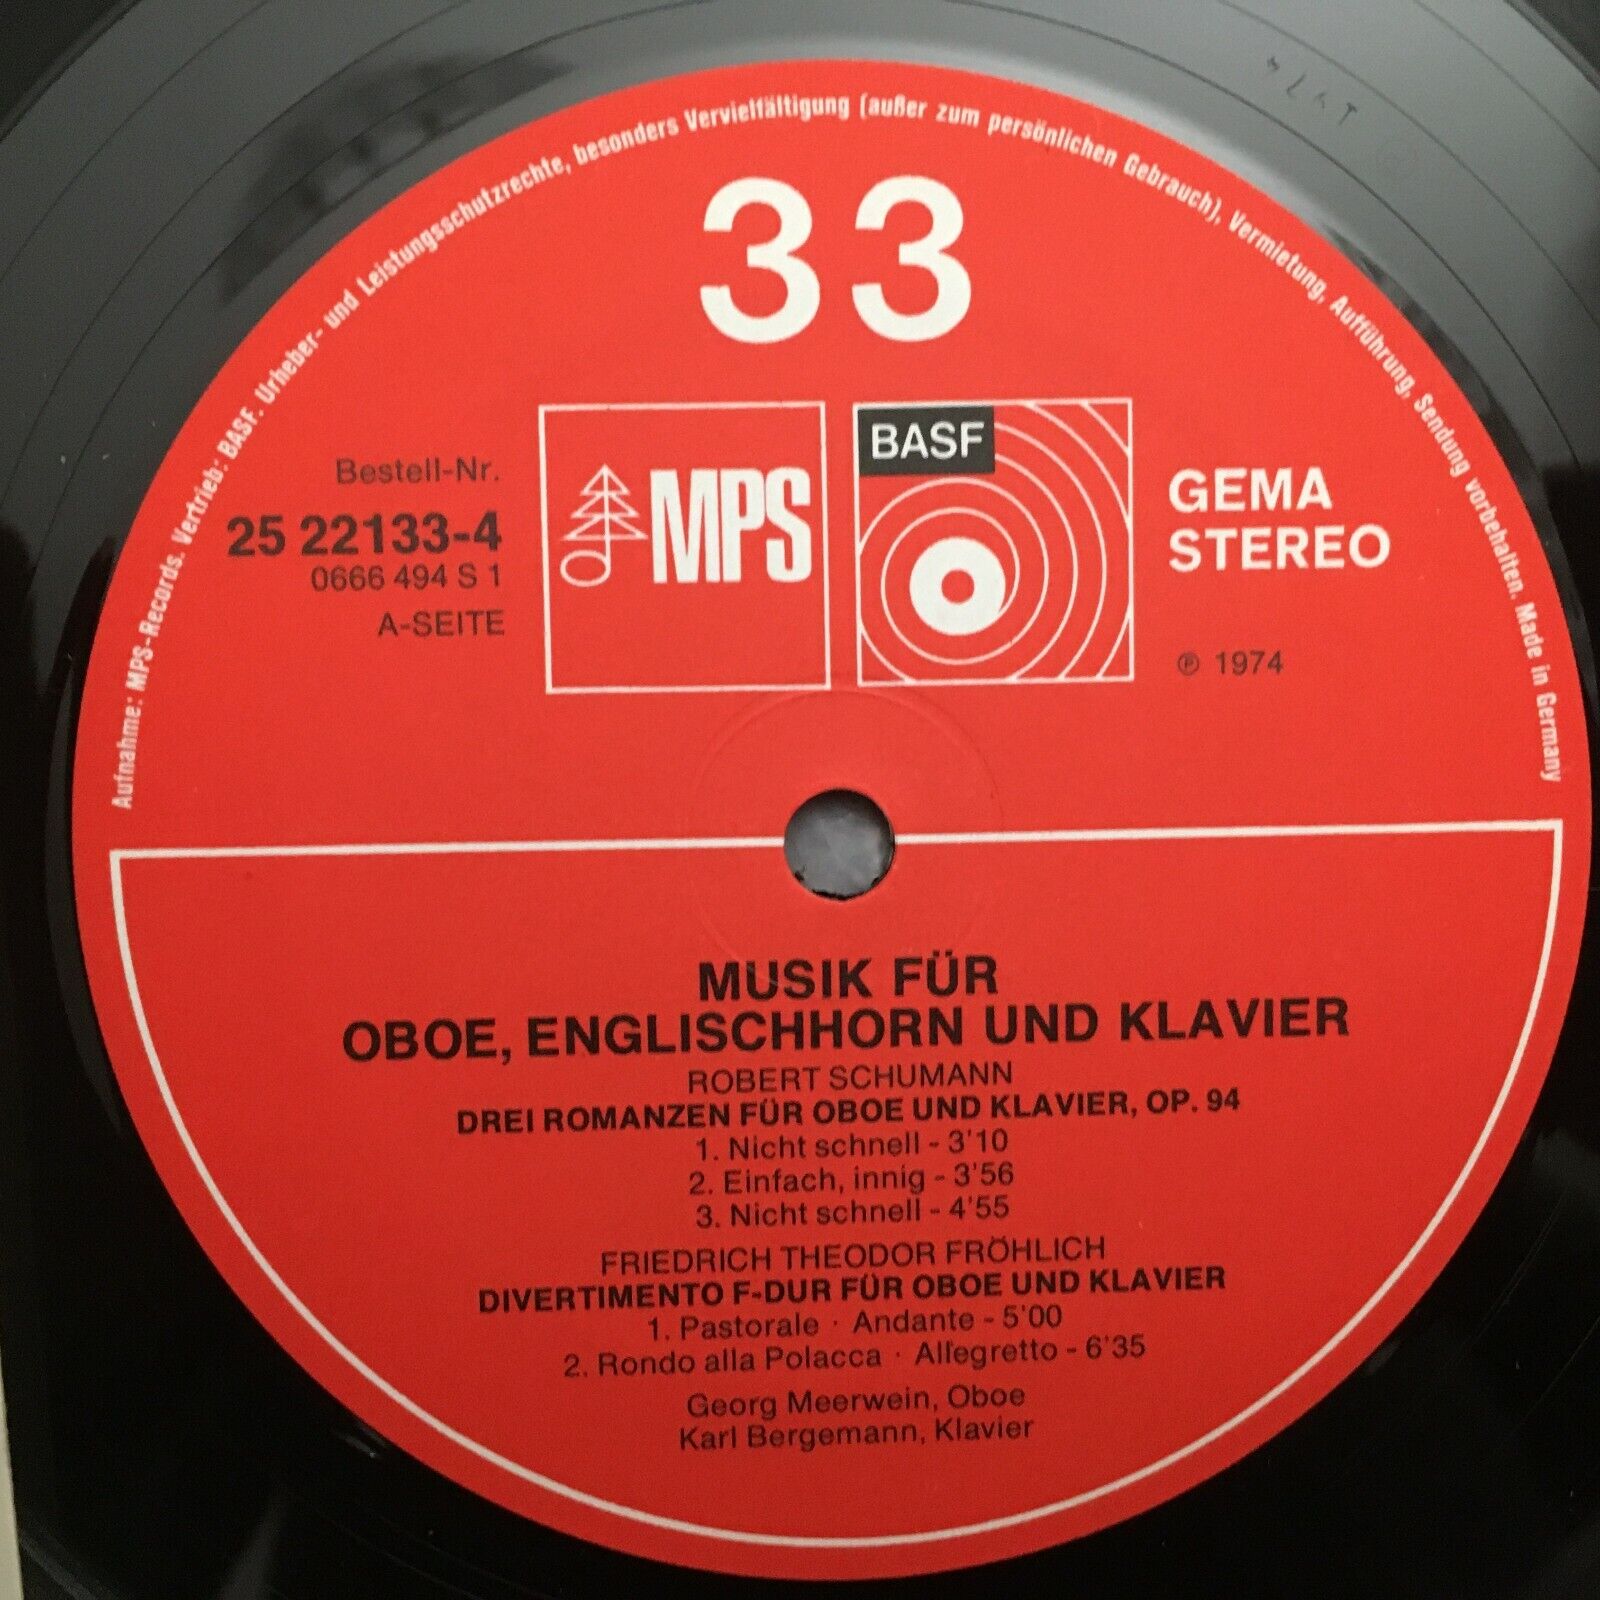 Aufnahme: MPS-Records. Vertrieb: BASF. Urheber- und Leistungsschutzrechte, besonders Vervielfältigung (außer zum persönlichen Gebrauch), Vermietung, Aufführung, Sendung vorbehalten. Made in Germany
33
Bestell-Nr.
25 22133-4
0666 494 S 1
A-SEITE
MPS
BASF
GEMA
STEREO
℗ 1974
MUSIK FÜR
OBOE, ENGLISCHHORN UND KLAVIER
ROBERT SCHUMANN
DREI ROMANZEN FÜR OBOE UND KLAVIER, OP. 94
1. Nicht schnell - 3'10
2. Einfach, innig - 3'56
3. Nicht schnell - 4'55
FRIEDRICH THEODOR FRÖHLICH
DIVERTIMENTO F-DUR FÜR OBOE UND KLAVIER
1. Pastorale · Andante - 5'00
2. Rondo alla Polacca · Allegretto - 6'35
Georg Meerwein, Oboe
Karl Bergemann, Klavier